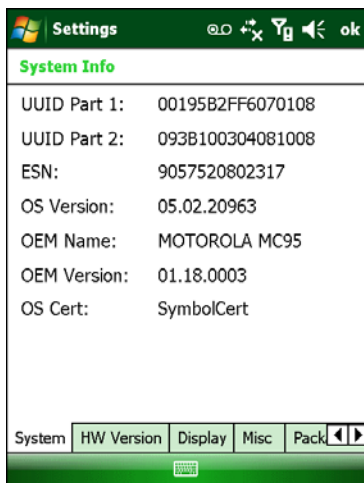 Settings ok
System Info
UUID Part 1: 00195B2FF6070108
UUID Part 2: 093B100304081008
ESN: 9057520802317
OS Version: 05.02.20963
OEM Name: MOTOROLA MC95
OEM Version: 01.18.0003
OS Cert: SymbolCert
System HW Version Display Misc Pack